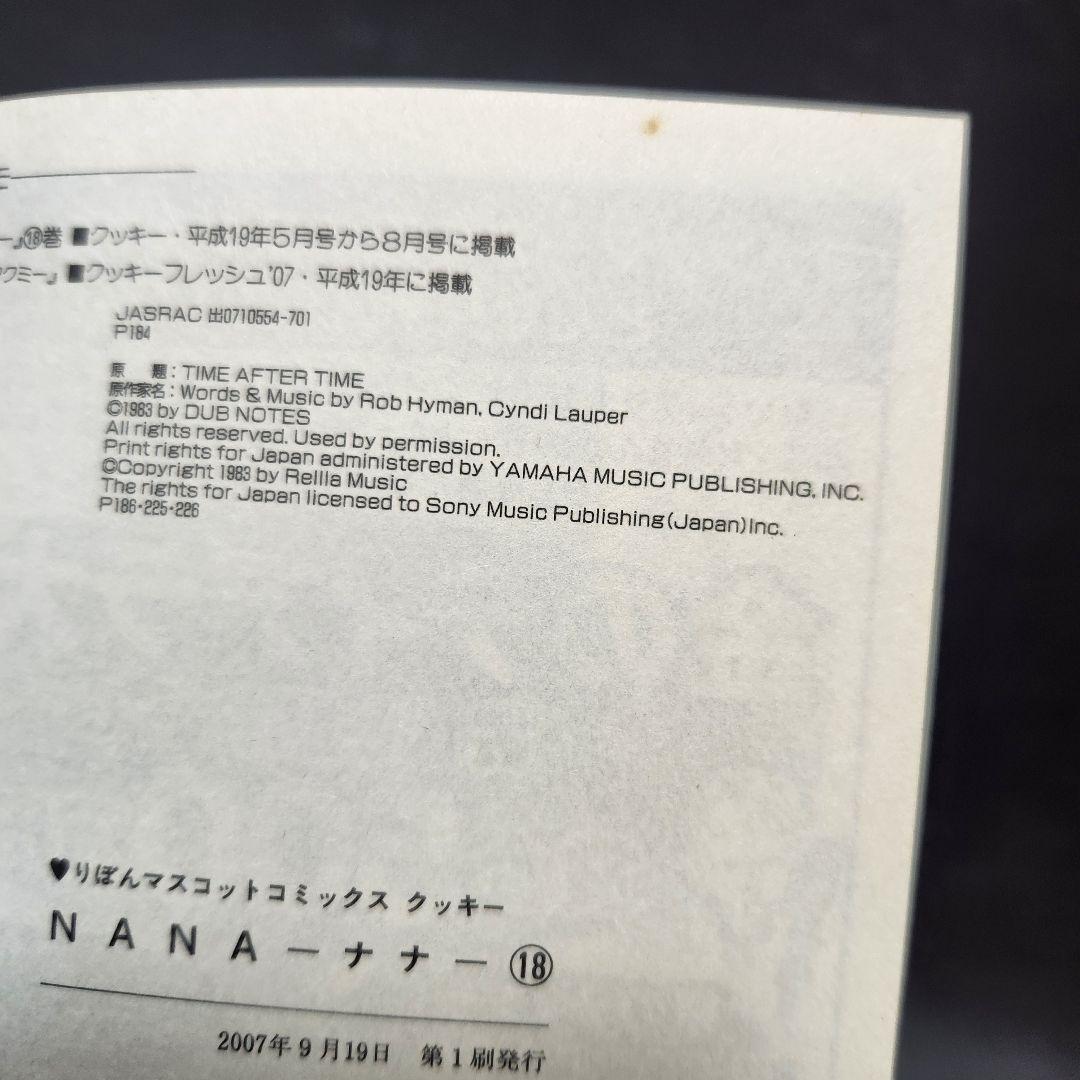 ー』⑱巻 ■クッキー・平成19年5月号から8月号に掲載
クミー』 ■クッキーフレッシュ'07・平成19年に掲載
JASRAC 出0710554-701
P184
原　題：TIME AFTER TIME
原作家名：Words & Music by Rob Hyman, Cyndi Lauper
©1983 by DUB NOTES
All rights reserved. Used by permission.
Print rights for Japan administered by YAMAHA MUSIC PUBLISHING, INC.
©Copyright 1983 by Rellla Music
The rights for Japan licensed to Sony Music Publishing(Japan)Inc.
P186・225・226
♥りぼんマスコットコミックス クッキー
NANA―ナナ―⑱
2007年9月19日　第1刷発行